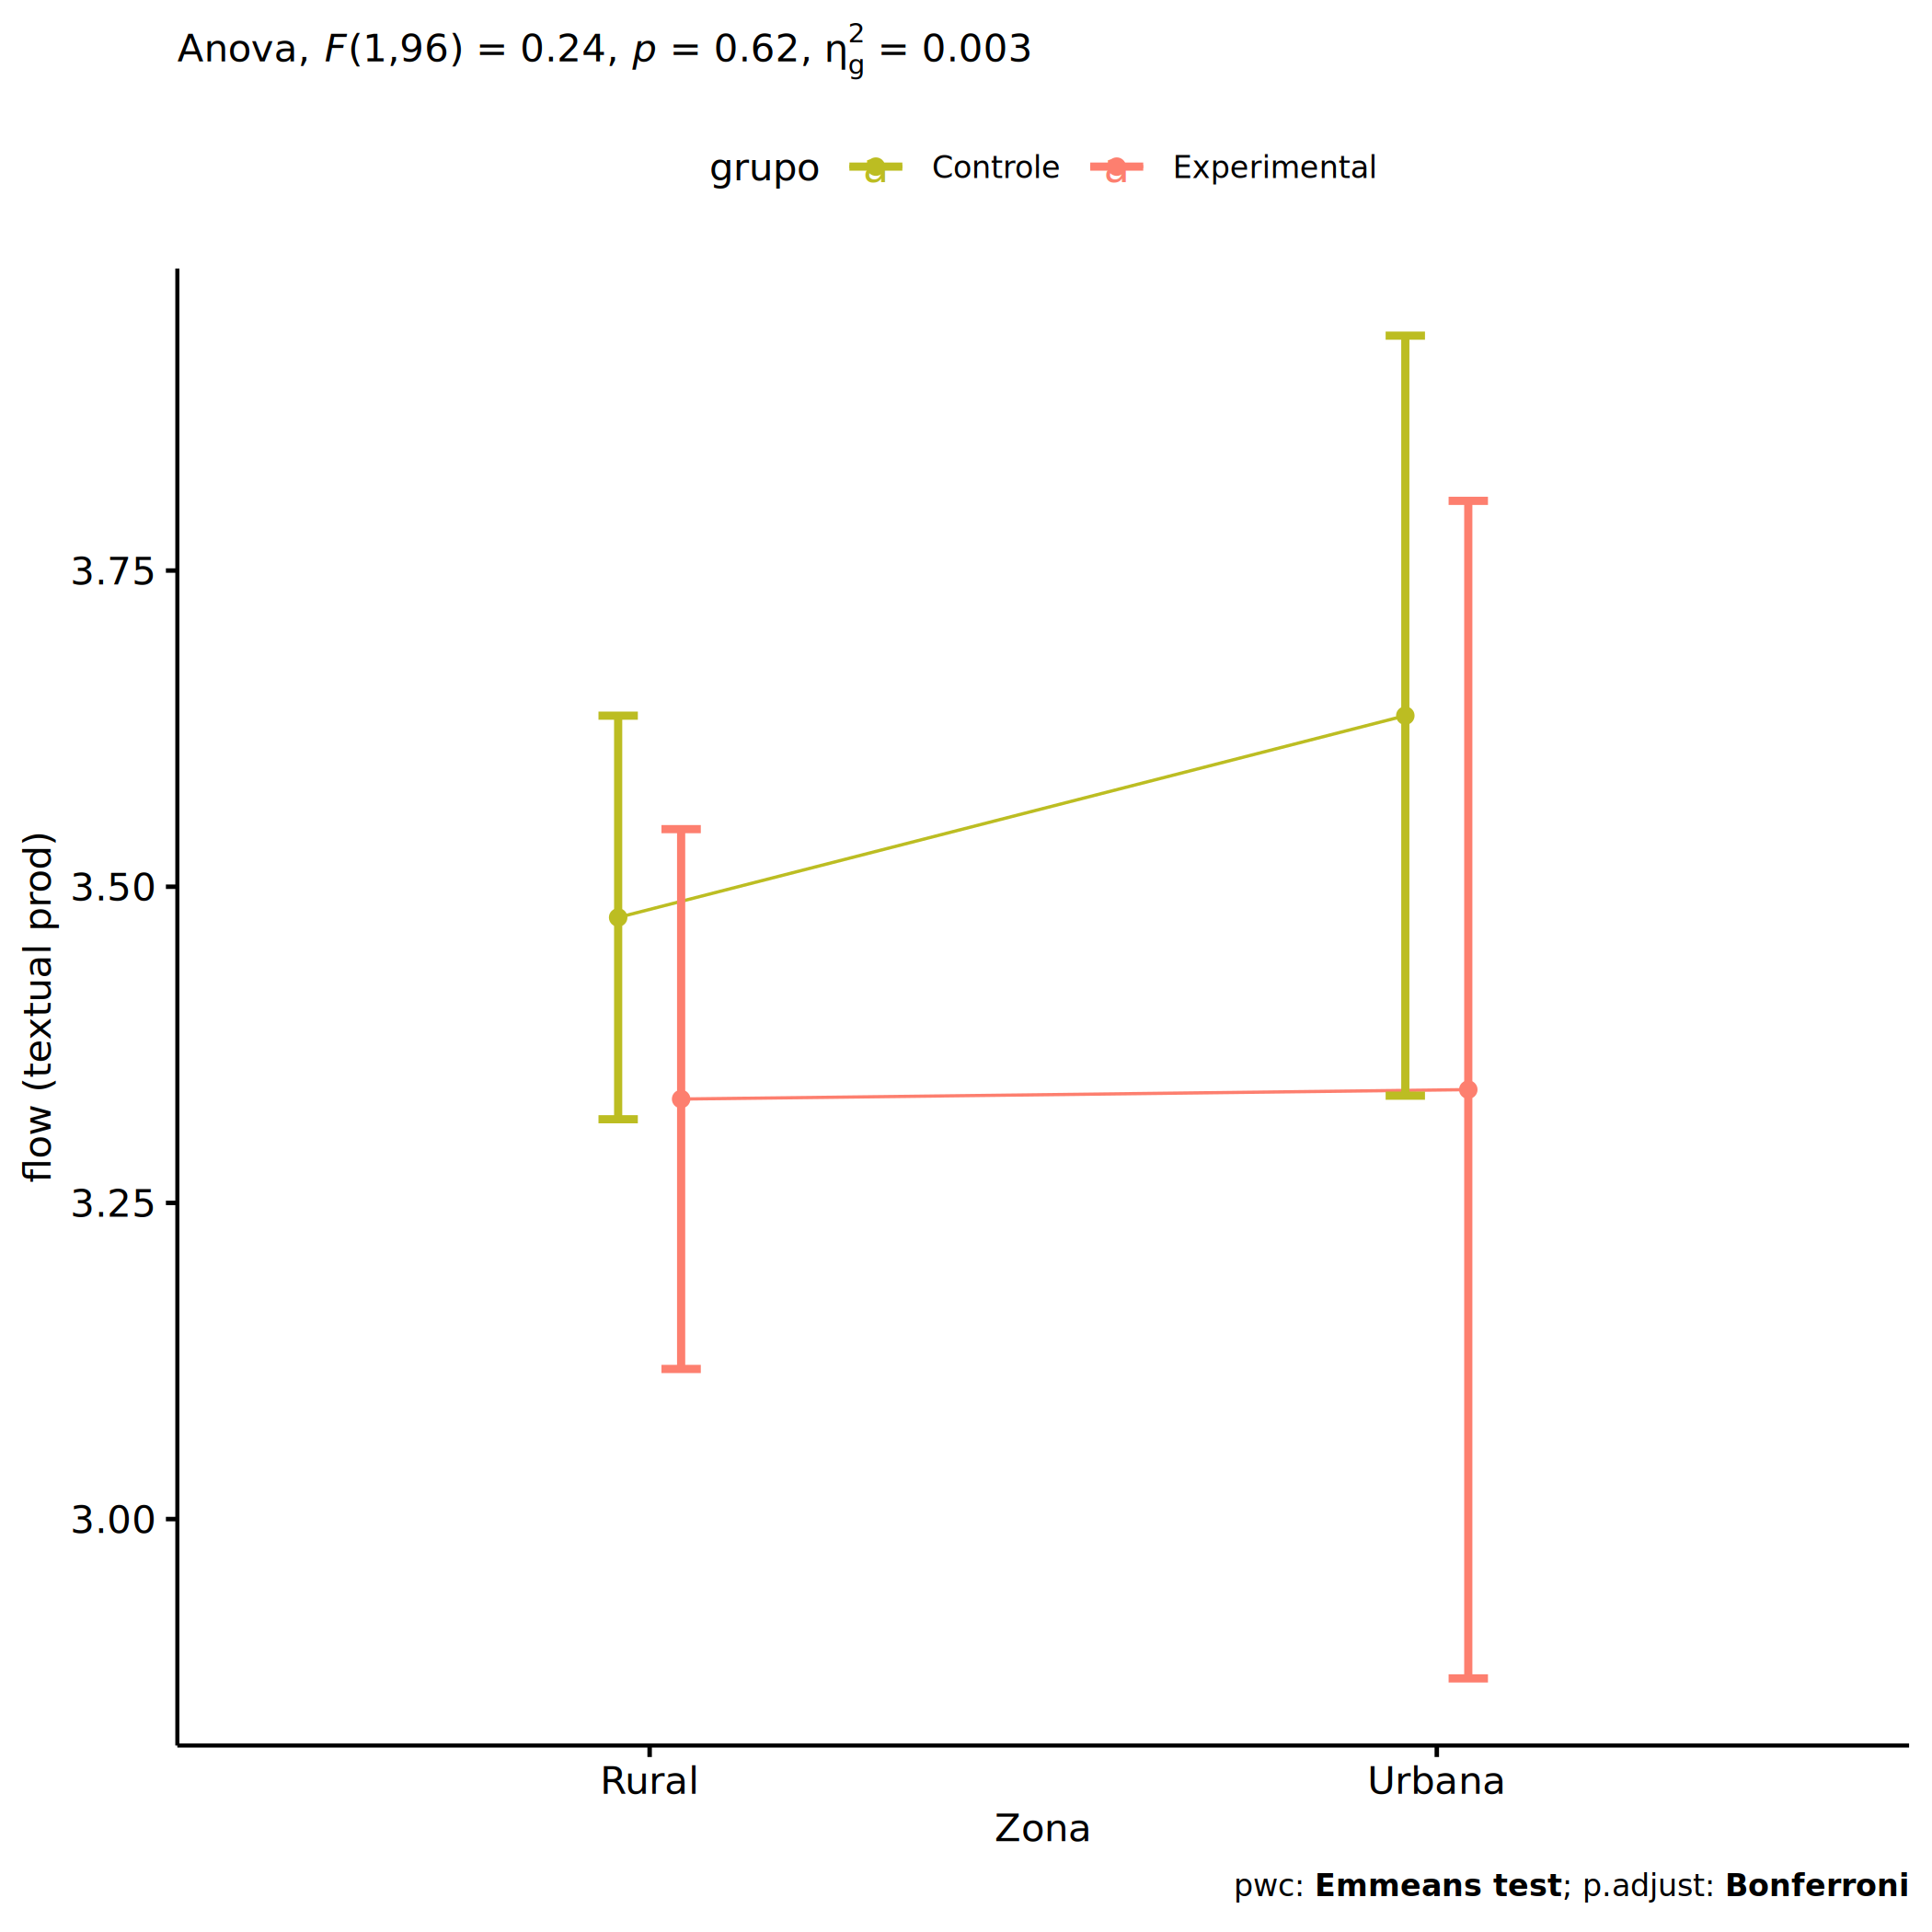 Anova, F(1,96) = 0.24, p = 0.62, η²g = 0.003
grupo a Controle a Experimental
3.75
3.50
3.25
3.00
flow (textual prod)
Rural Urbana
Zona
pwc: Emmeans test; p.adjust: Bonferroni